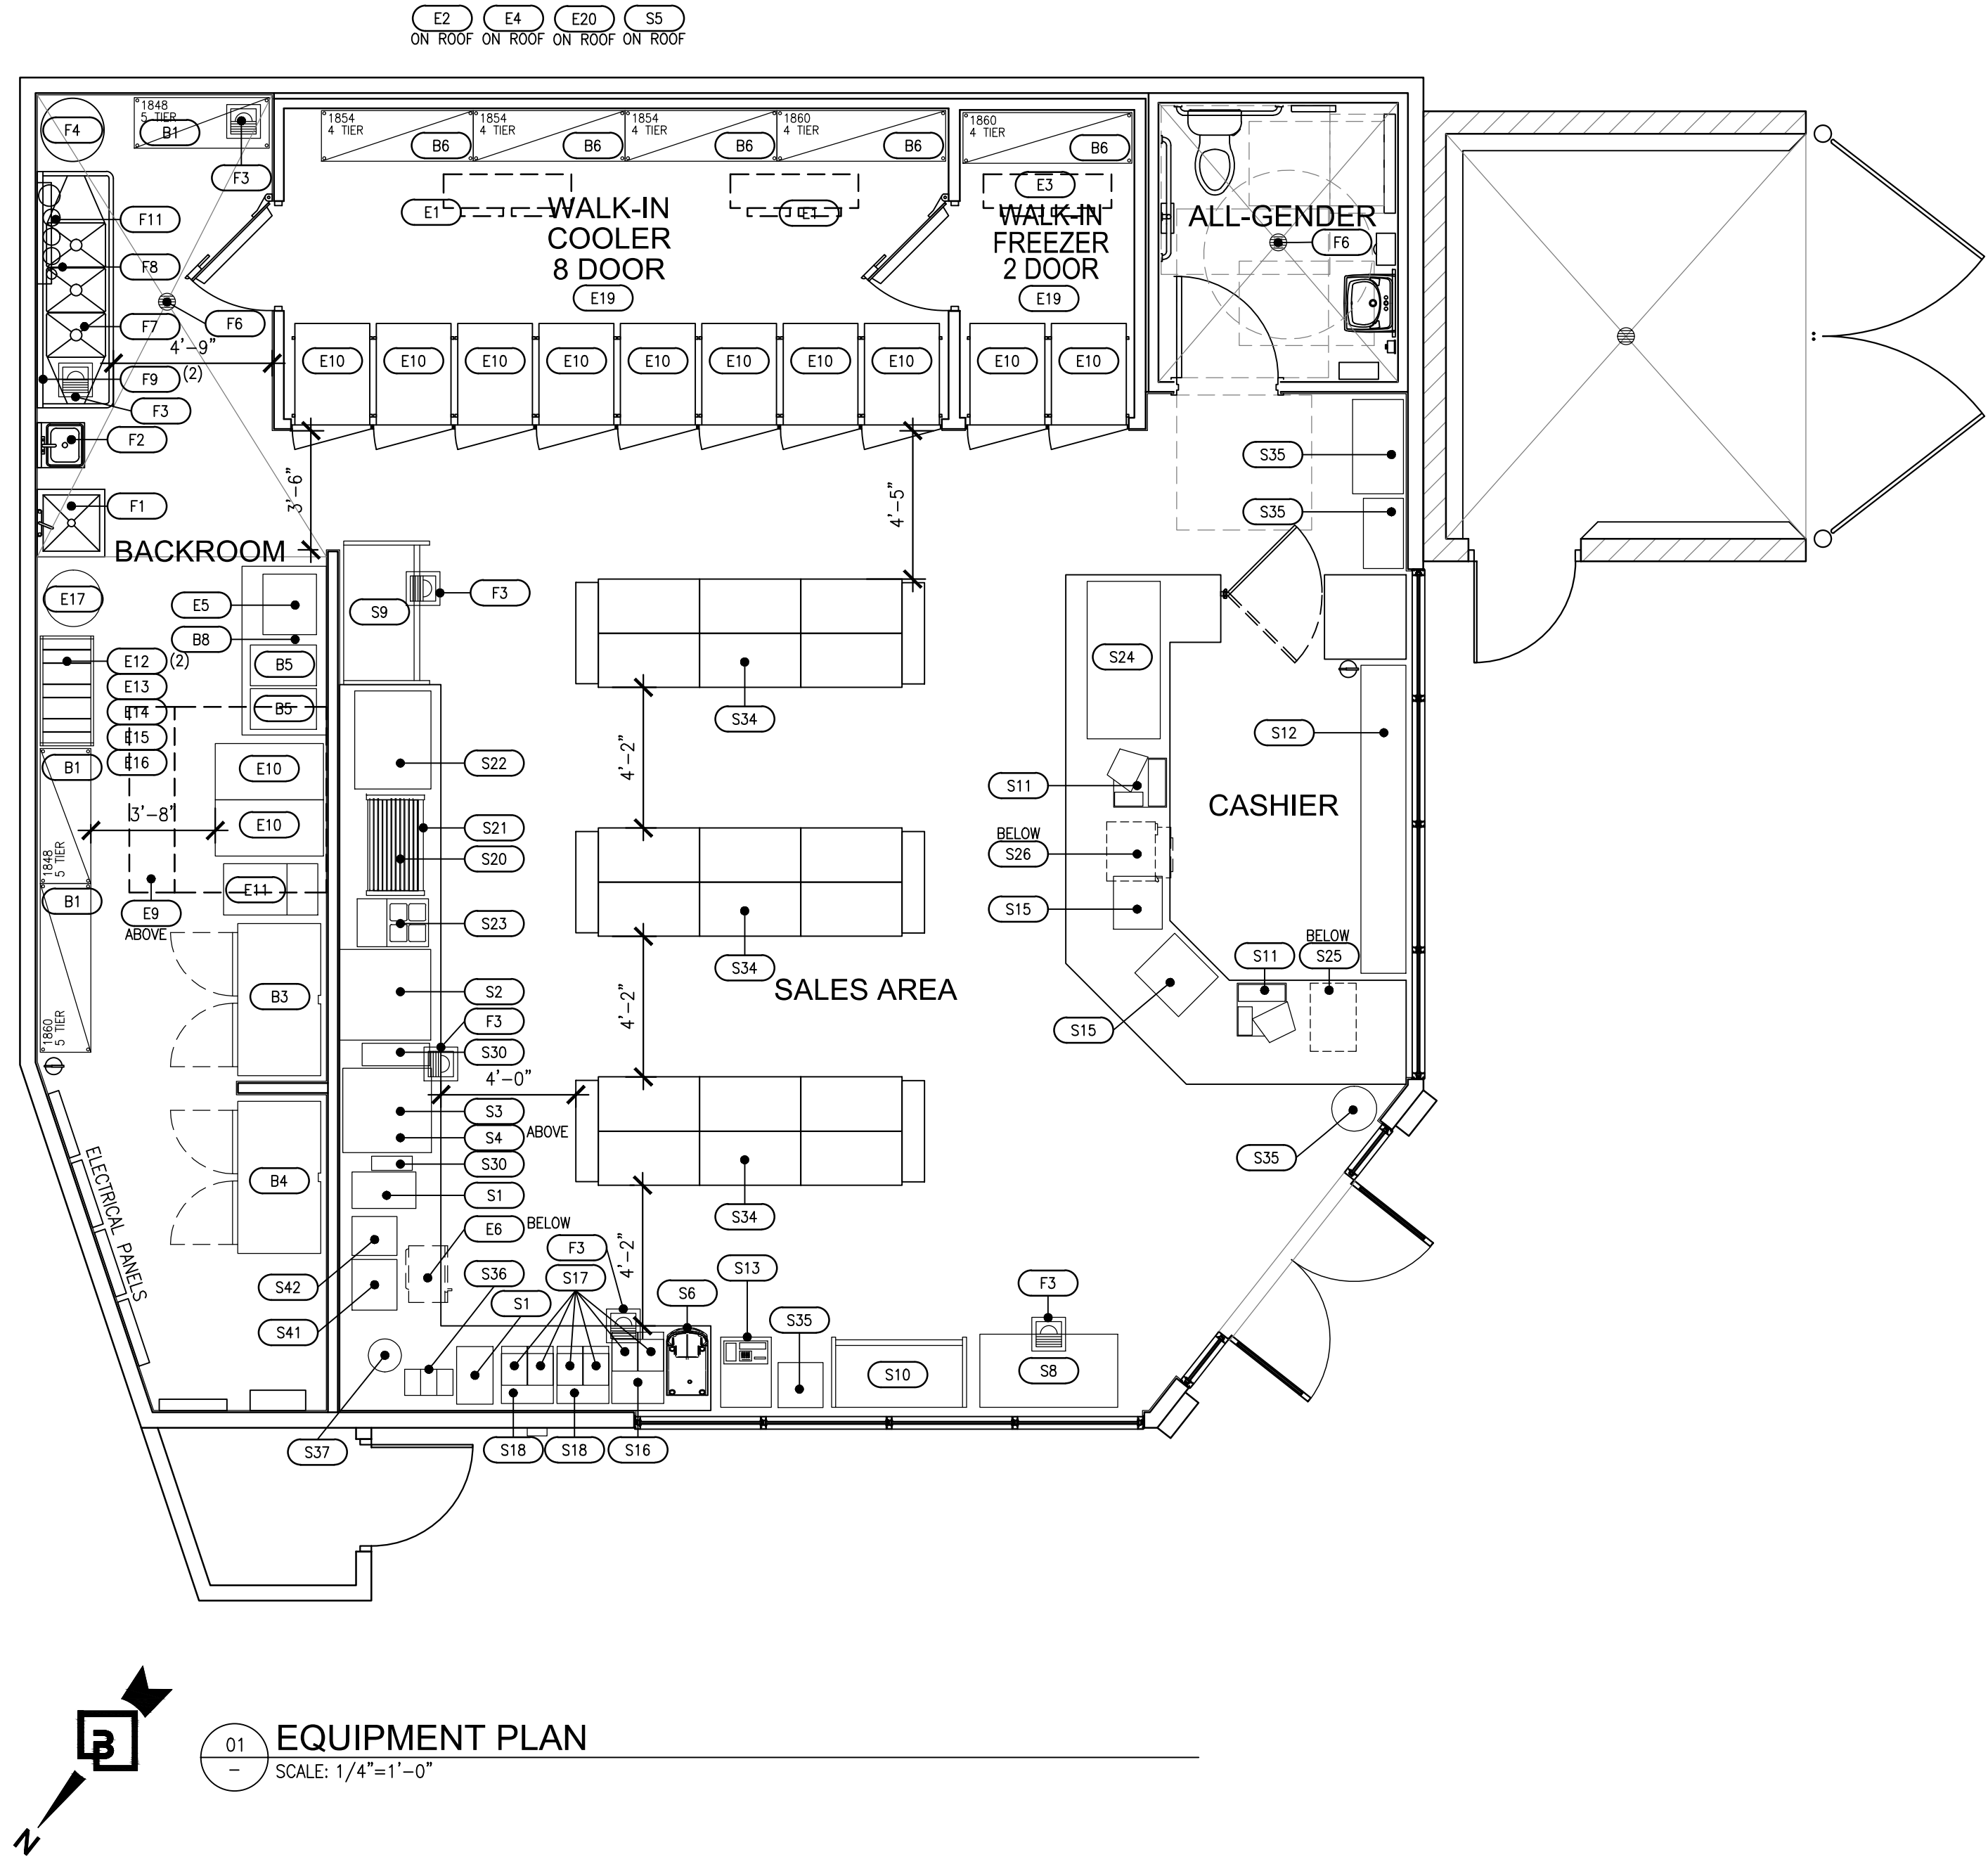 E2 E4 E20 S5
ON ROOF ON ROOF ON ROOF ON ROOF
F4
1848
5 TIER
B1
F3
1854
4 TIER
B6
1854
4 TIER
B6
1854
4 TIER
B6
1860
4 TIER
B6
1860
4 TIER
B6
F11
F8
F7
F6
4'-9"
F9 (2)
F3
F2
F1
E1
E1
WALK-IN
COOLER
8 DOOR
E19
E3
WALK-IN
FREEZER
2 DOOR
E19
ALL-GENDER
F6
E10 E10 E10 E10 E10 E10 E10 E10 E10 E10
3'-6"
4'-5"
S35
S35
BACKROOM
E17
E5
B8
B5
B5
E12 (2)
E13
E14
E15
E16
B1
E10
E10
3'-8"
1848
5 TIER
B1
E11
E9
ABOVE
B3
1860
5 TIER
B4
ELECTRICAL PANELS
S9
F3
S22
S21
S20
S23
S2
F3
S30
4'-0"
S3
S4 ABOVE
S30
S1
E6 BELOW
S42
S41
S36
S1
F3
S17
S37
S18
S18
S16
S6
S13
S35
S10
F3
S8
S34
4'-2"
S34
4'-2"
SALES AREA
S34
4'-2"
S24
S12
S11
CASHIER
BELOW
S26
S15
S11
BELOW
S25
S15
S35
B
N
01
-
EQUIPMENT PLAN
SCALE: 1/4"=1'-0"